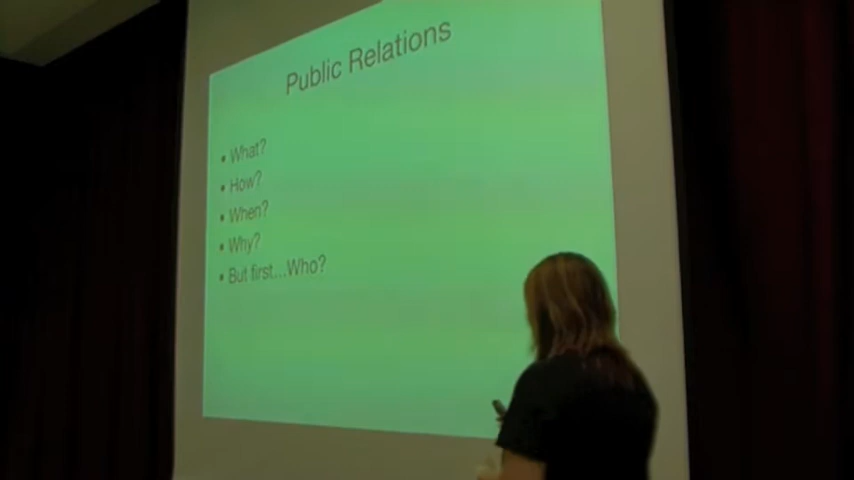 Public Relations
• What?
• How?
• When?
• Why?
• But first...Who?